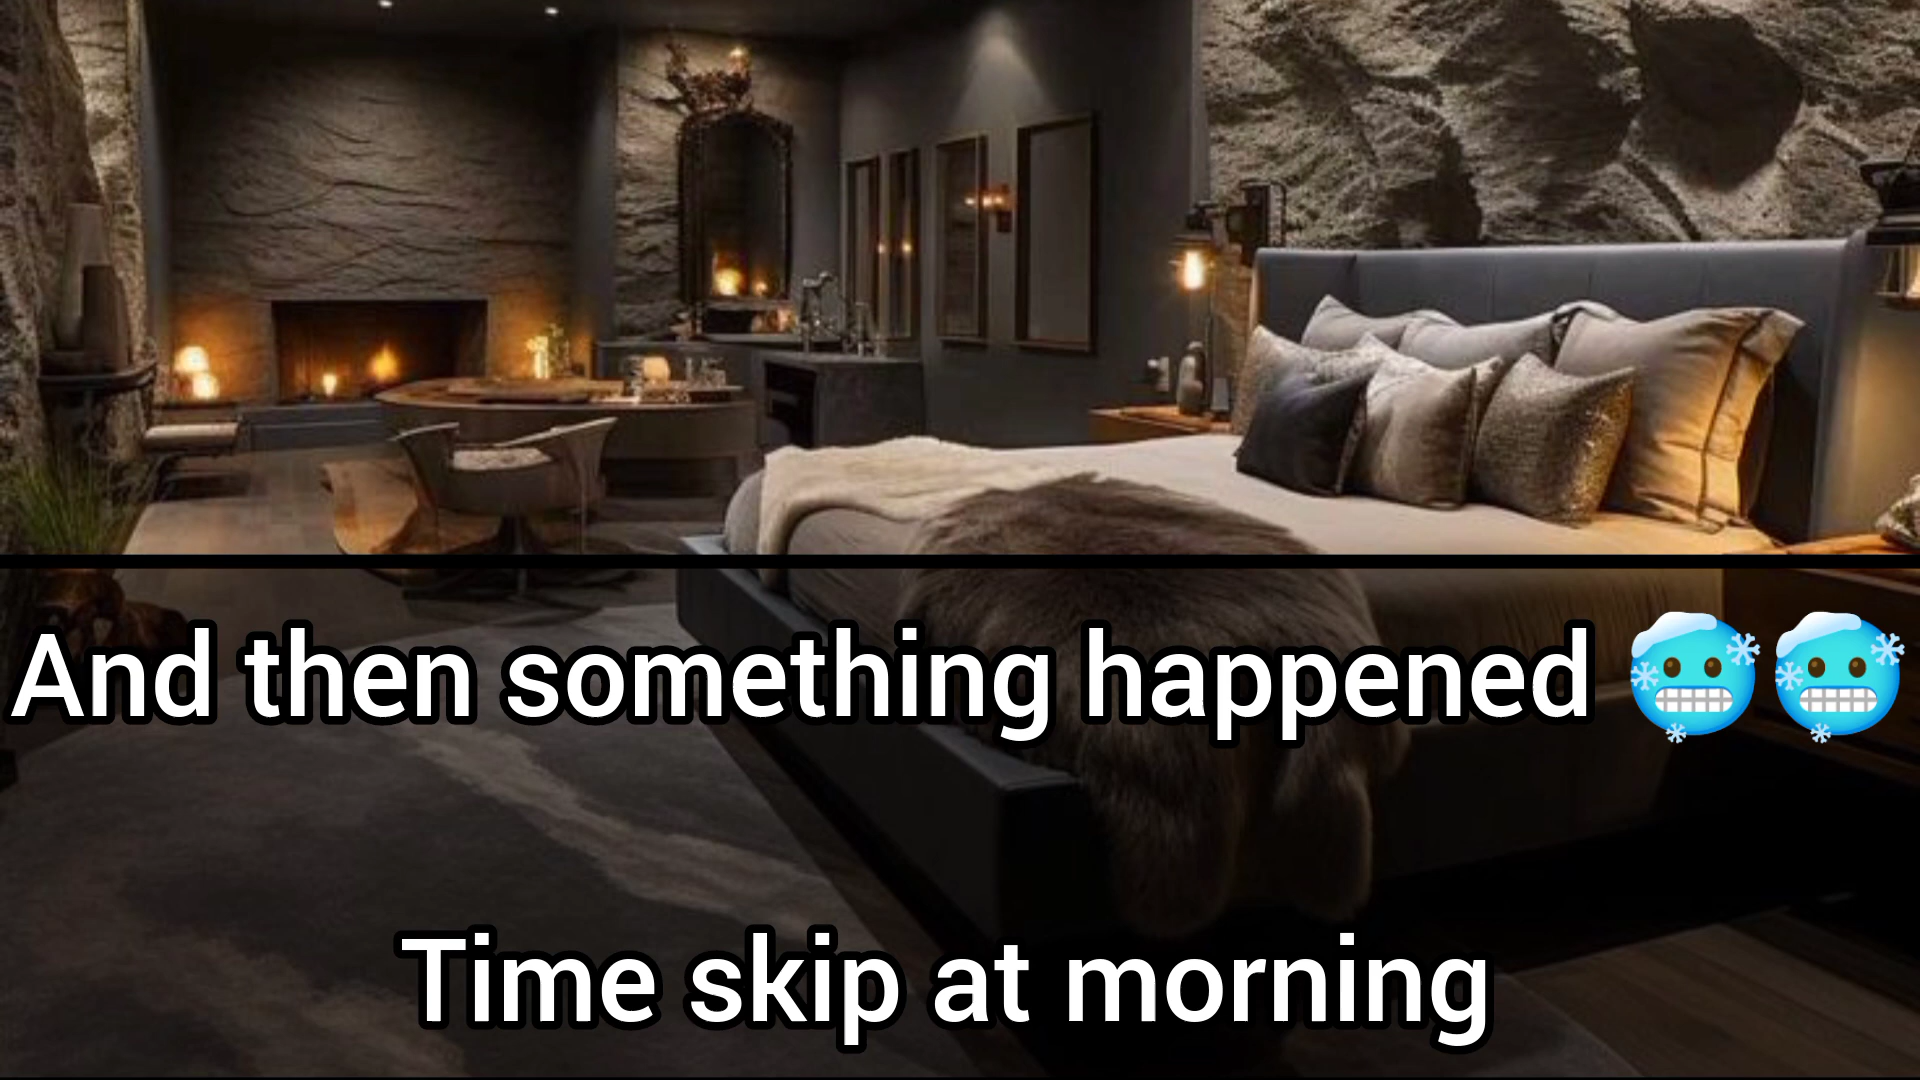 And then something happened 🥶🥶
Time skip at morning